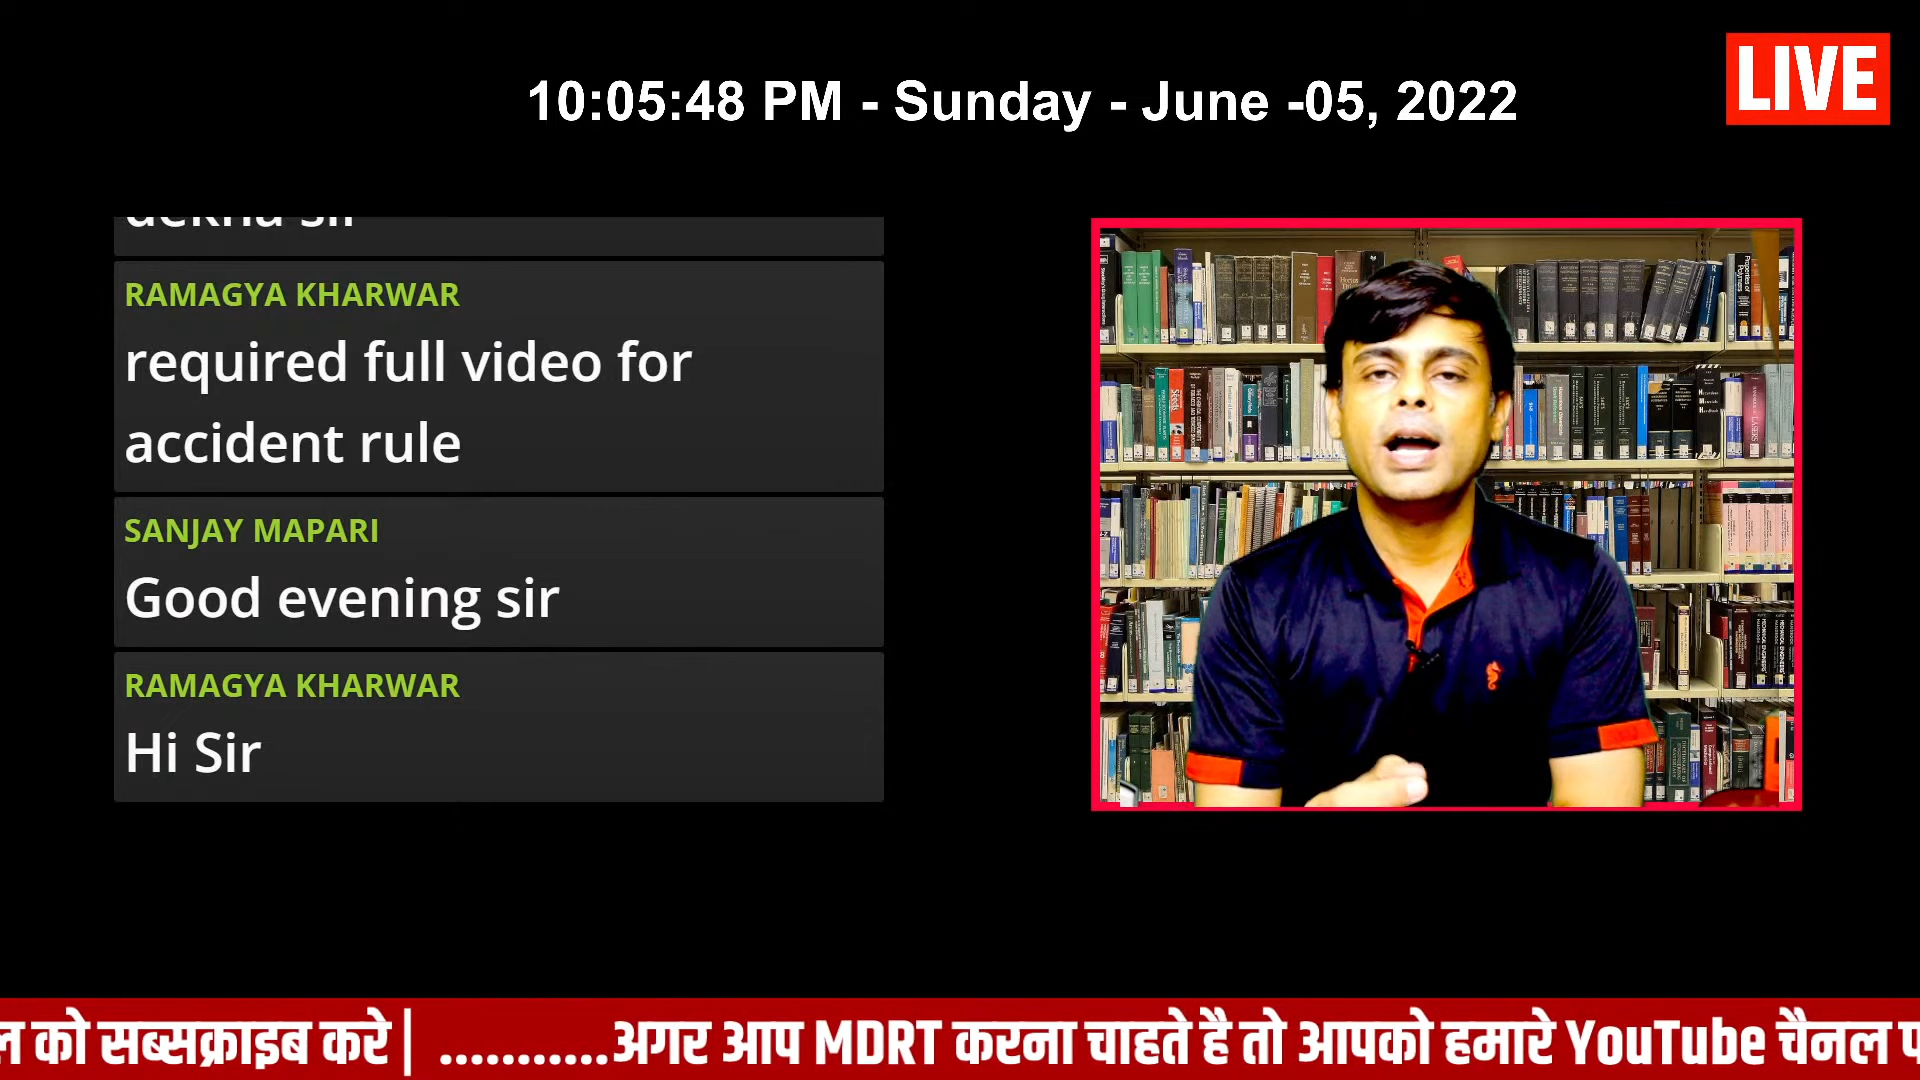 10:05:48 PM - Sunday - June -05, 2022
LIVE
RAMAGYA KHARWAR
required full video for
accident rule
SANJAY MAPARI
Good evening sir
RAMAGYA KHARWAR
Hi Sir
को सब्सक्राइब करे | ...........अगर आप MDRT करना चाहते है तो आपको हमारे YouTube चैनल